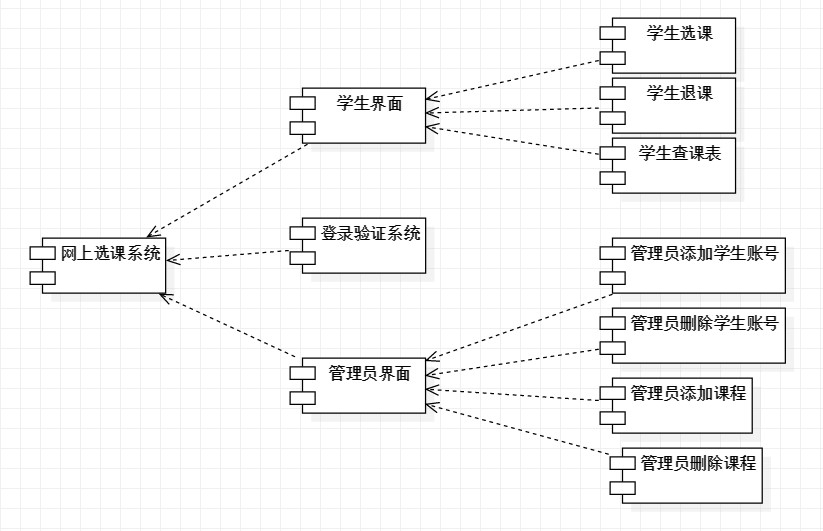 学生选课
学生界面
学生退课
学生查课表
登录验证系统
网上选课系统
管理员添加学生账号
管理员删除学生账号
管理员界面
管理员添加课程
管理员删除课程